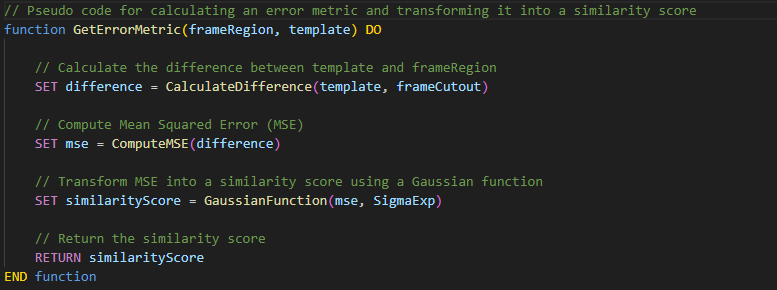 // Pseudo code for calculating an error metric and transforming it into a similarity score
function GetErrorMetric(frameRegion, template) DO
// Calculate the difference between template and frameRegion
SET difference = CalculateDifference(template, frameCutout)
// Compute Mean Squared Error (MSE)
SET mse = ComputeMSE(difference)
// Transform MSE into a similarity score using a Gaussian function
SET similarityScore = GaussianFunction(mse, SigmaExp)
// Return the similarity score
RETURN similarityScore
END function